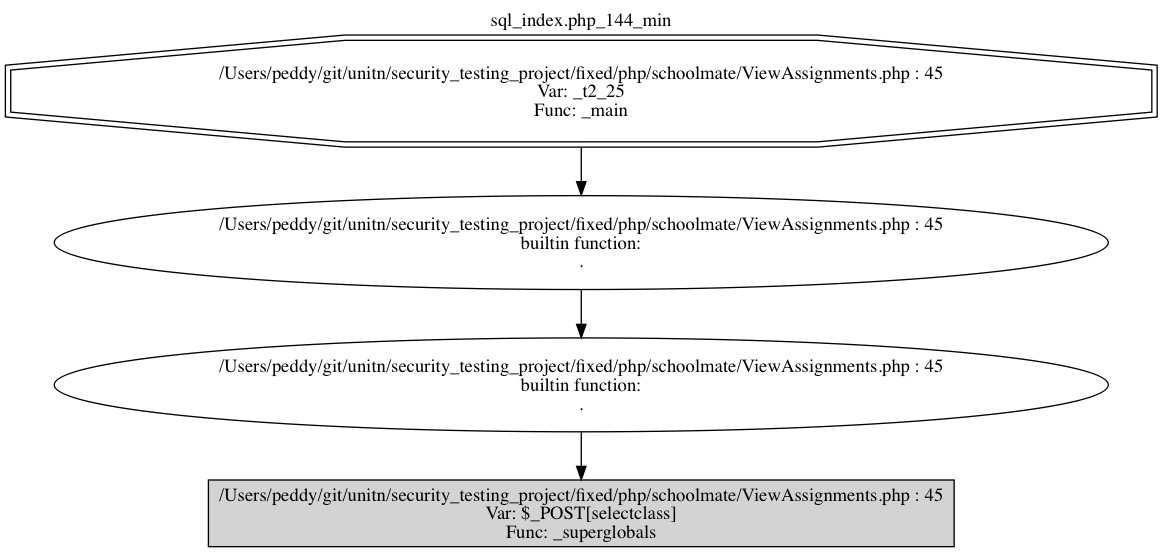 sql_index.php_144_min
/Users/peddy/git/unitn/security_testing_project/fixed/php/schoolmate/ViewAssignments.php : 45
Var: _t2_25
Func: _main
/Users/peddy/git/unitn/security_testing_project/fixed/php/schoolmate/ViewAssignments.php : 45
builtin function:
.
/Users/peddy/git/unitn/security_testing_project/fixed/php/schoolmate/ViewAssignments.php : 45
builtin function:
.
/Users/peddy/git/unitn/security_testing_project/fixed/php/schoolmate/ViewAssignments.php : 45
Var: $_POST[selectclass]
Func: _superglobals